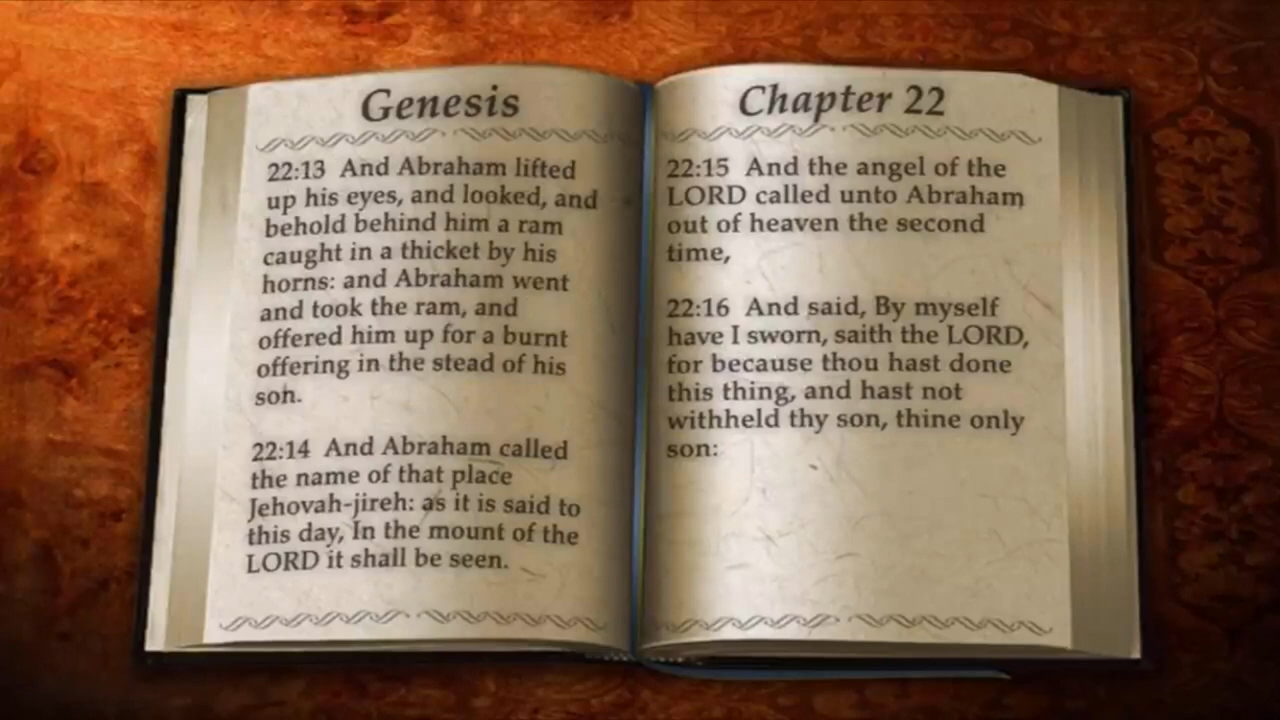 Genesis
22:13 And Abraham lifted
up his eyes, and looked, and
behold behind him a ram
caught in a thicket by his
horns: and Abraham went
and took the ram, and
offered him up for a burnt
offering in the stead of his
son.
22:14 And Abraham called
the name of that place
Jehovah-jireh: as it is said to
this day, In the mount of the
LORD it shall be seen.
Chapter 22
22:15 And the angel of the
LORD called unto Abraham
out of heaven the second
time,
22:16 And said, By myself
have I sworn, saith the LORD,
for because thou hast done
this thing, and hast not
withheld thy son, thine only
son: